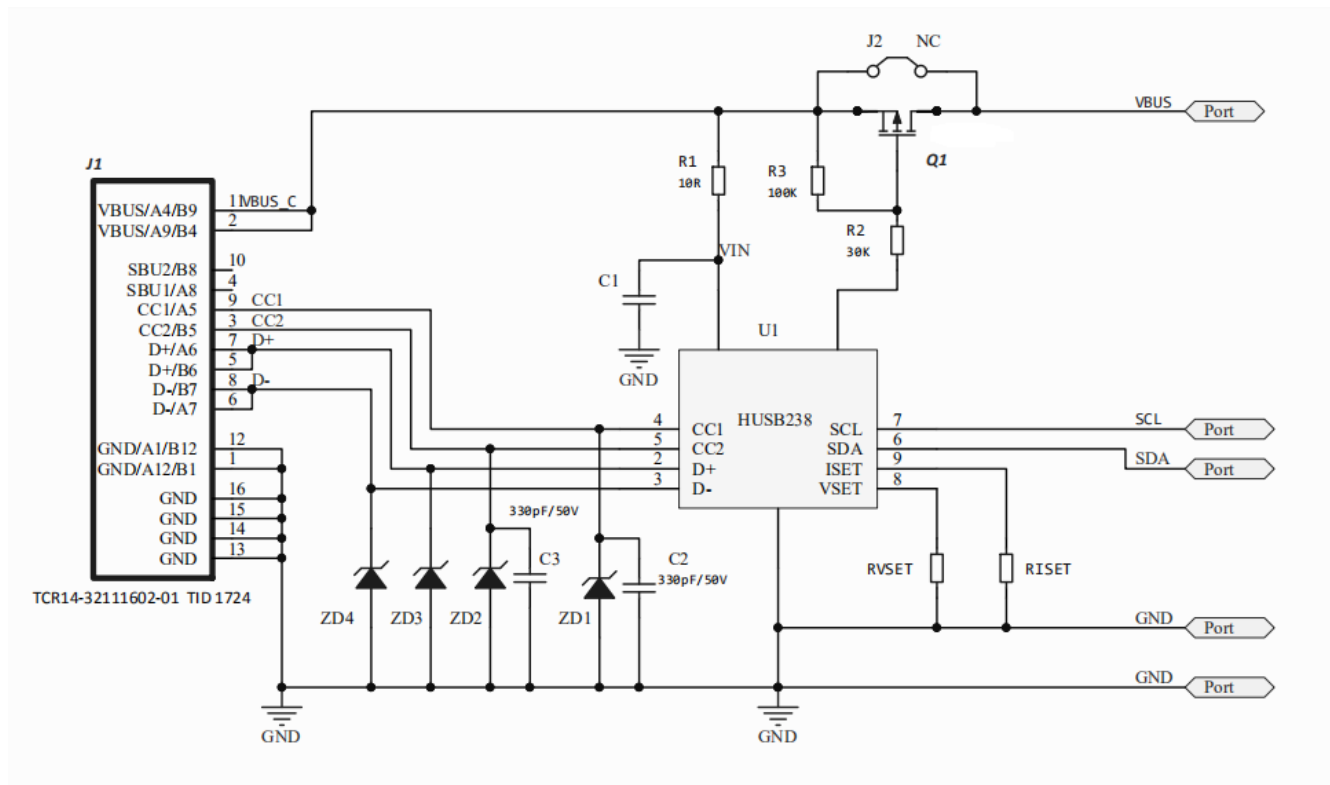 J2 NC
VBUS Port
Q1
R1
10R
R3
100K
R2
30K
VIN
C1
GND
J1
VBUS/A4/B9 11 VBUS_C
VBUS/A9/B4 2
SBU2/B8 10
SBU1/A8 4
CC1/A5 9 CC1
CC2/B5 3 CC2
D+/A6 7 D+
D+/B6 5
D-/B7 8 D-
D-/A7 6
GND/A1/B12 12
GND/A12/B1 1
GND 16
GND 15
GND 14
GND 13
TCR14-32111602-01 TID 1724
U1
HUSB238
4 CC1
5 CC2
2 D+
3 D-
SCL 7 SCL Port
SDA 6 SDA Port
ISET 9
VSET 8
330pF/50V
C3
C2
330pF/50V
ZD4 ZD3 ZD2 ZD1
RVSET RISET
GND Port
GND Port
GND GND